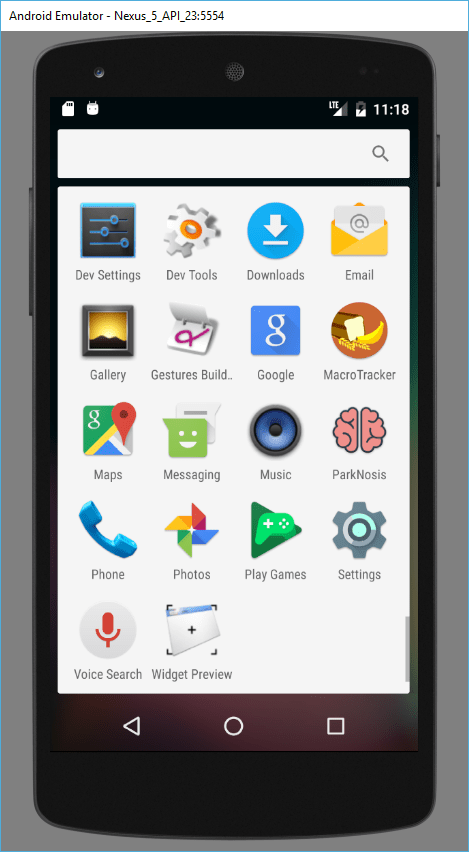 Android Emulator - Nexus_5_API_23:5554
LTE 11:18
Dev Settings Dev Tools Downloads Email
Gallery Gestures Build.. Google MacroTracker
Maps Messaging Music ParkNosis
Phone Photos Play Games Settings
Voice Search Widget Preview